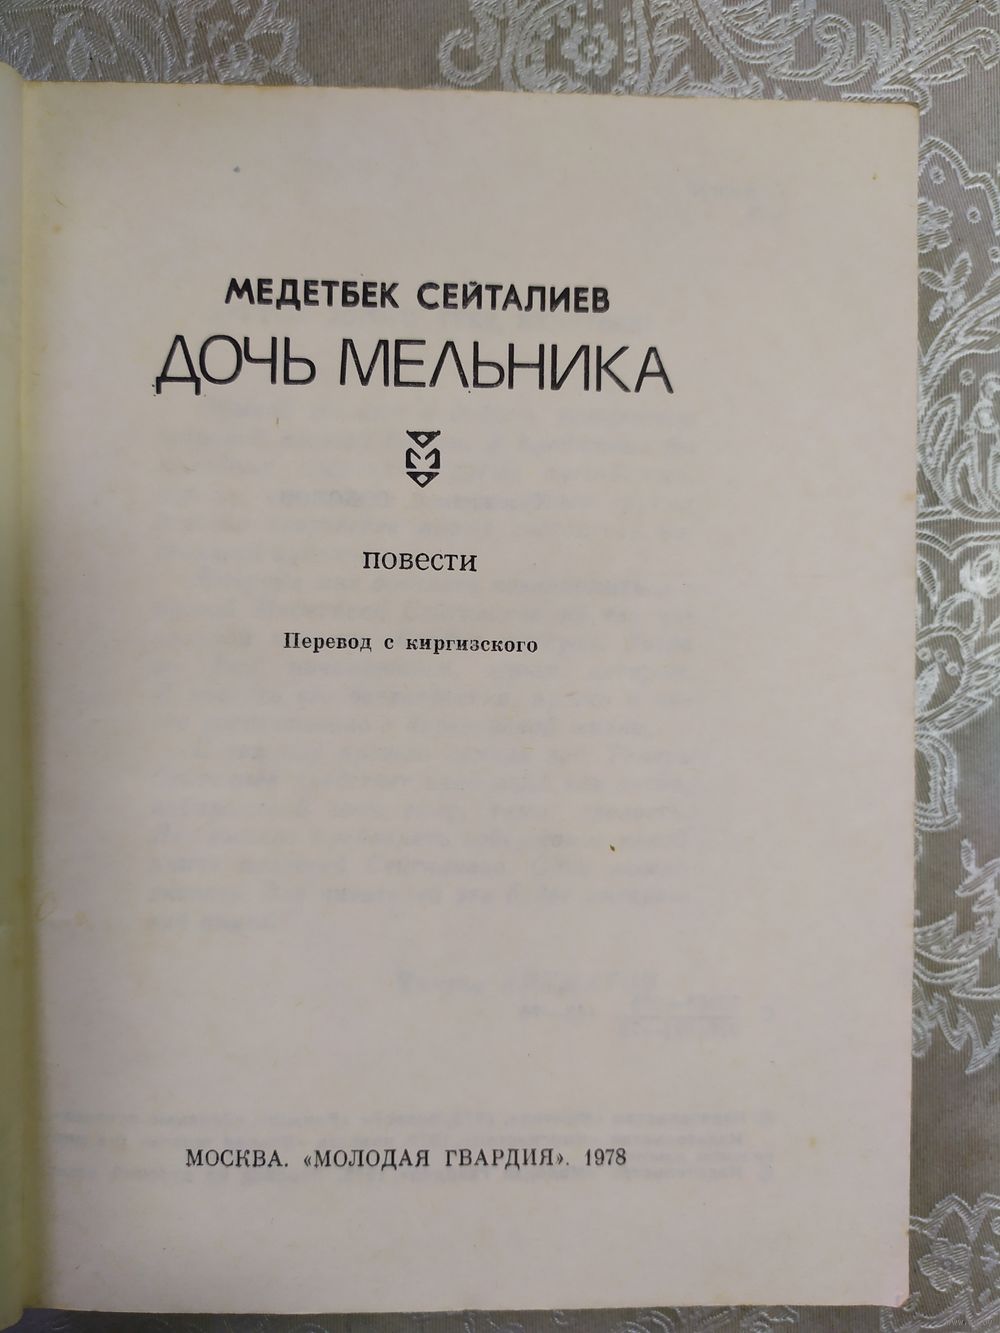 МЕДЕТБЕК СЕЙТАЛИЕВ
ДОЧЬ МЕЛЬНИКА
М
ПОВЕСТИ
Перевод с киргизского
МОСКВА. «МОЛОДАЯ ГВАРДИЯ». 1978